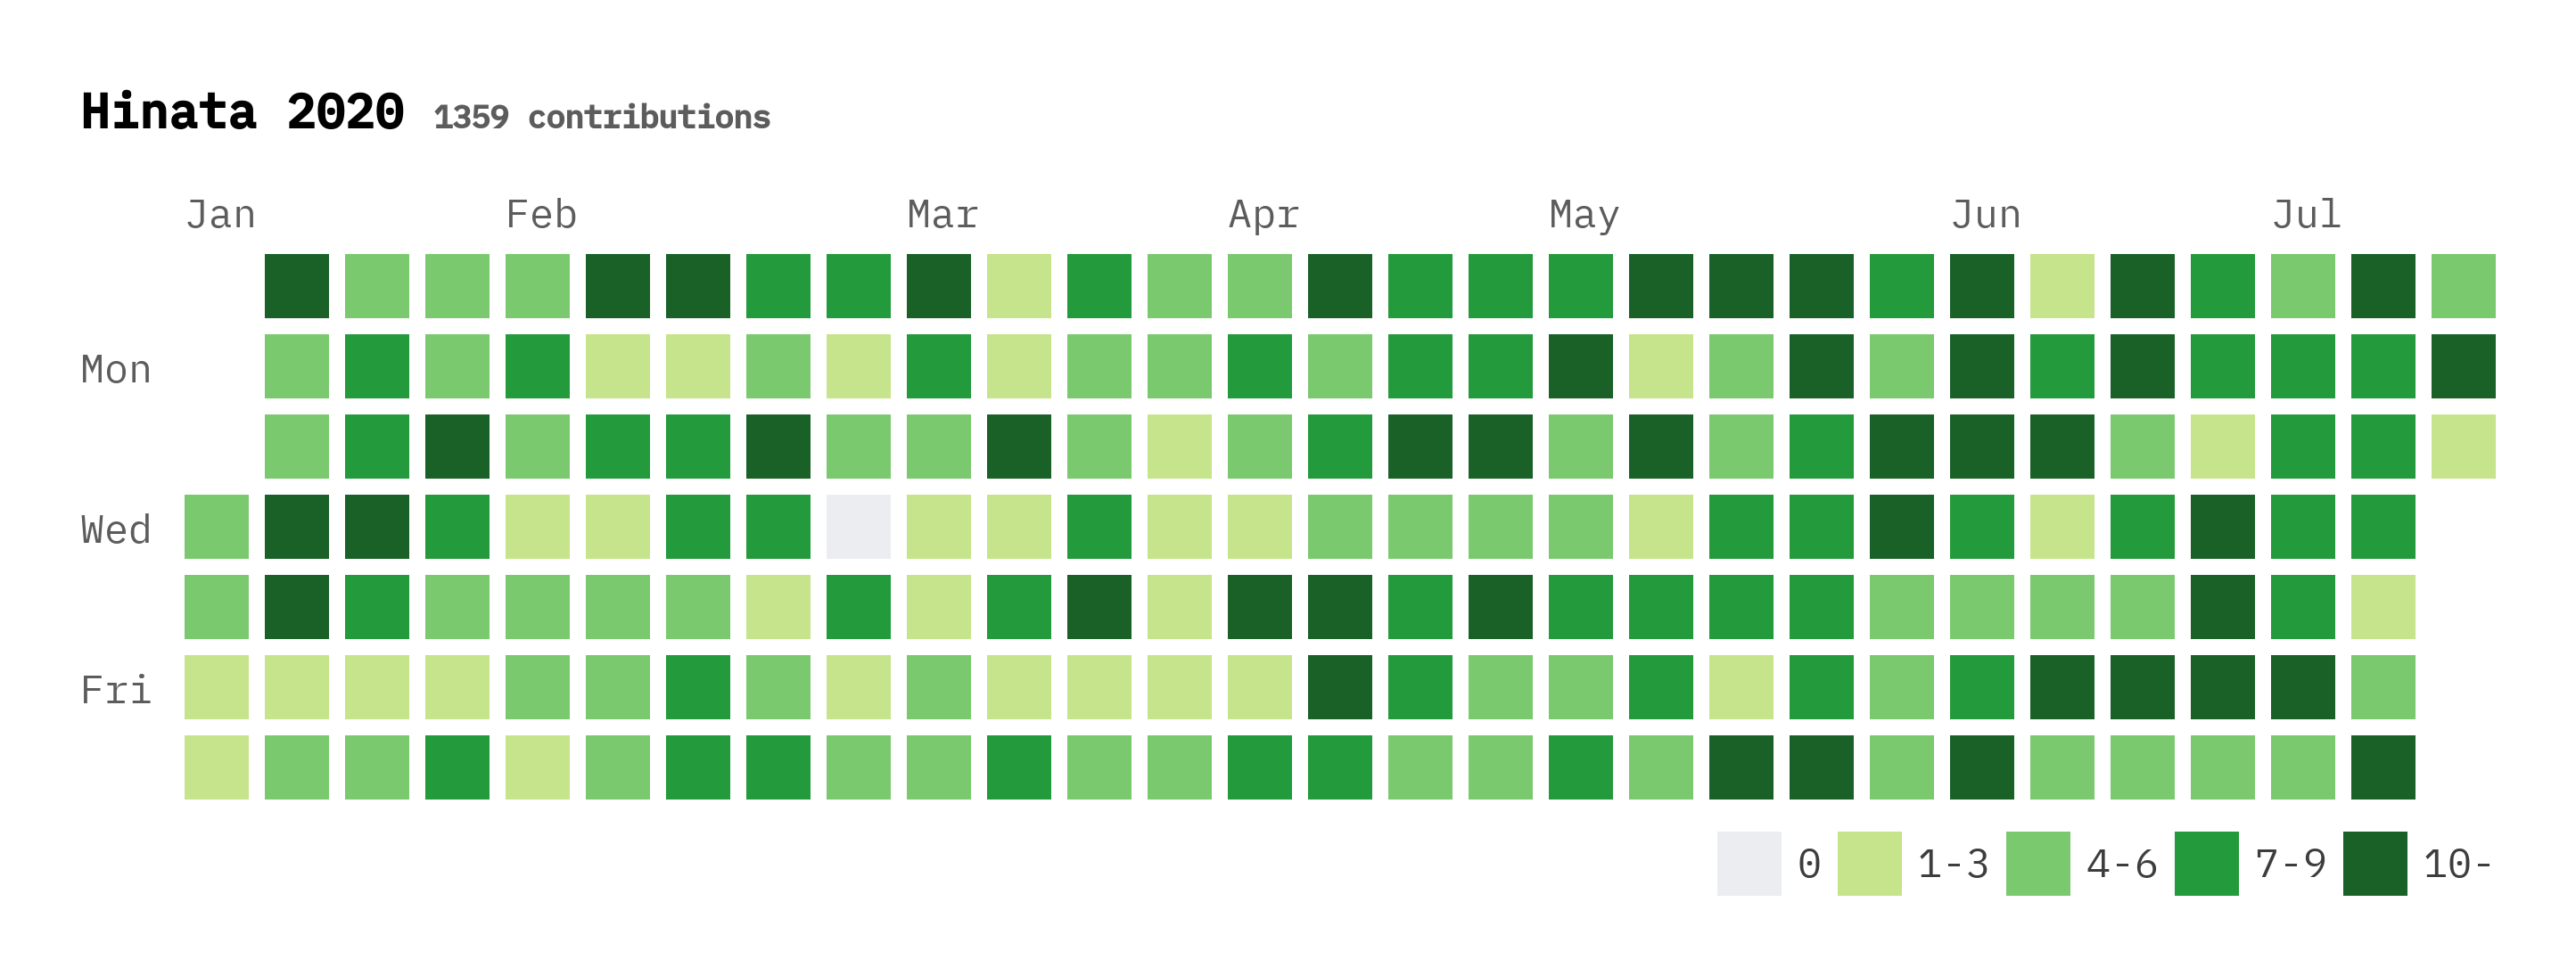 Hinata 2020 1359 contributions
Jan Feb Mar Apr May Jun Jul
Mon
Wed
Fri
0 1-3 4-6 7-9 10-